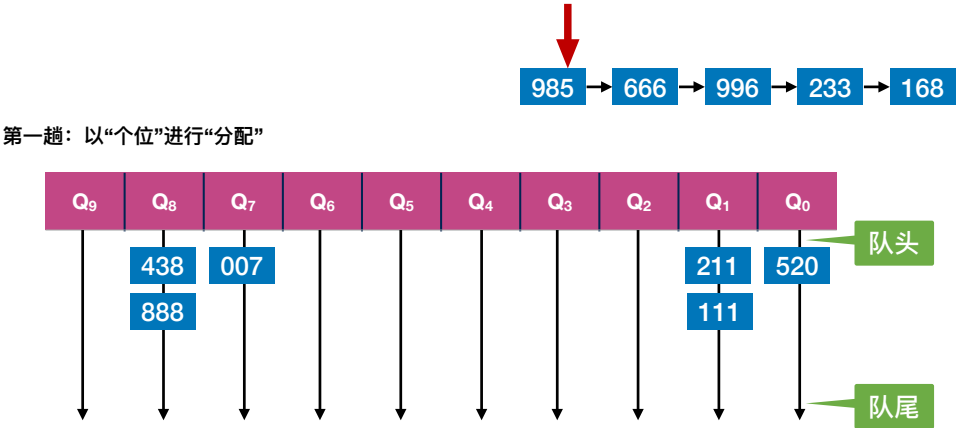 985 666 996 233 168
第一趟：以“个位”进行“分配”
Q₉ Q₈ Q₇ Q₆ Q₅ Q₄ Q₃ Q₂ Q₁ Q₀
队头
438 007 211 520
888 111
队尾